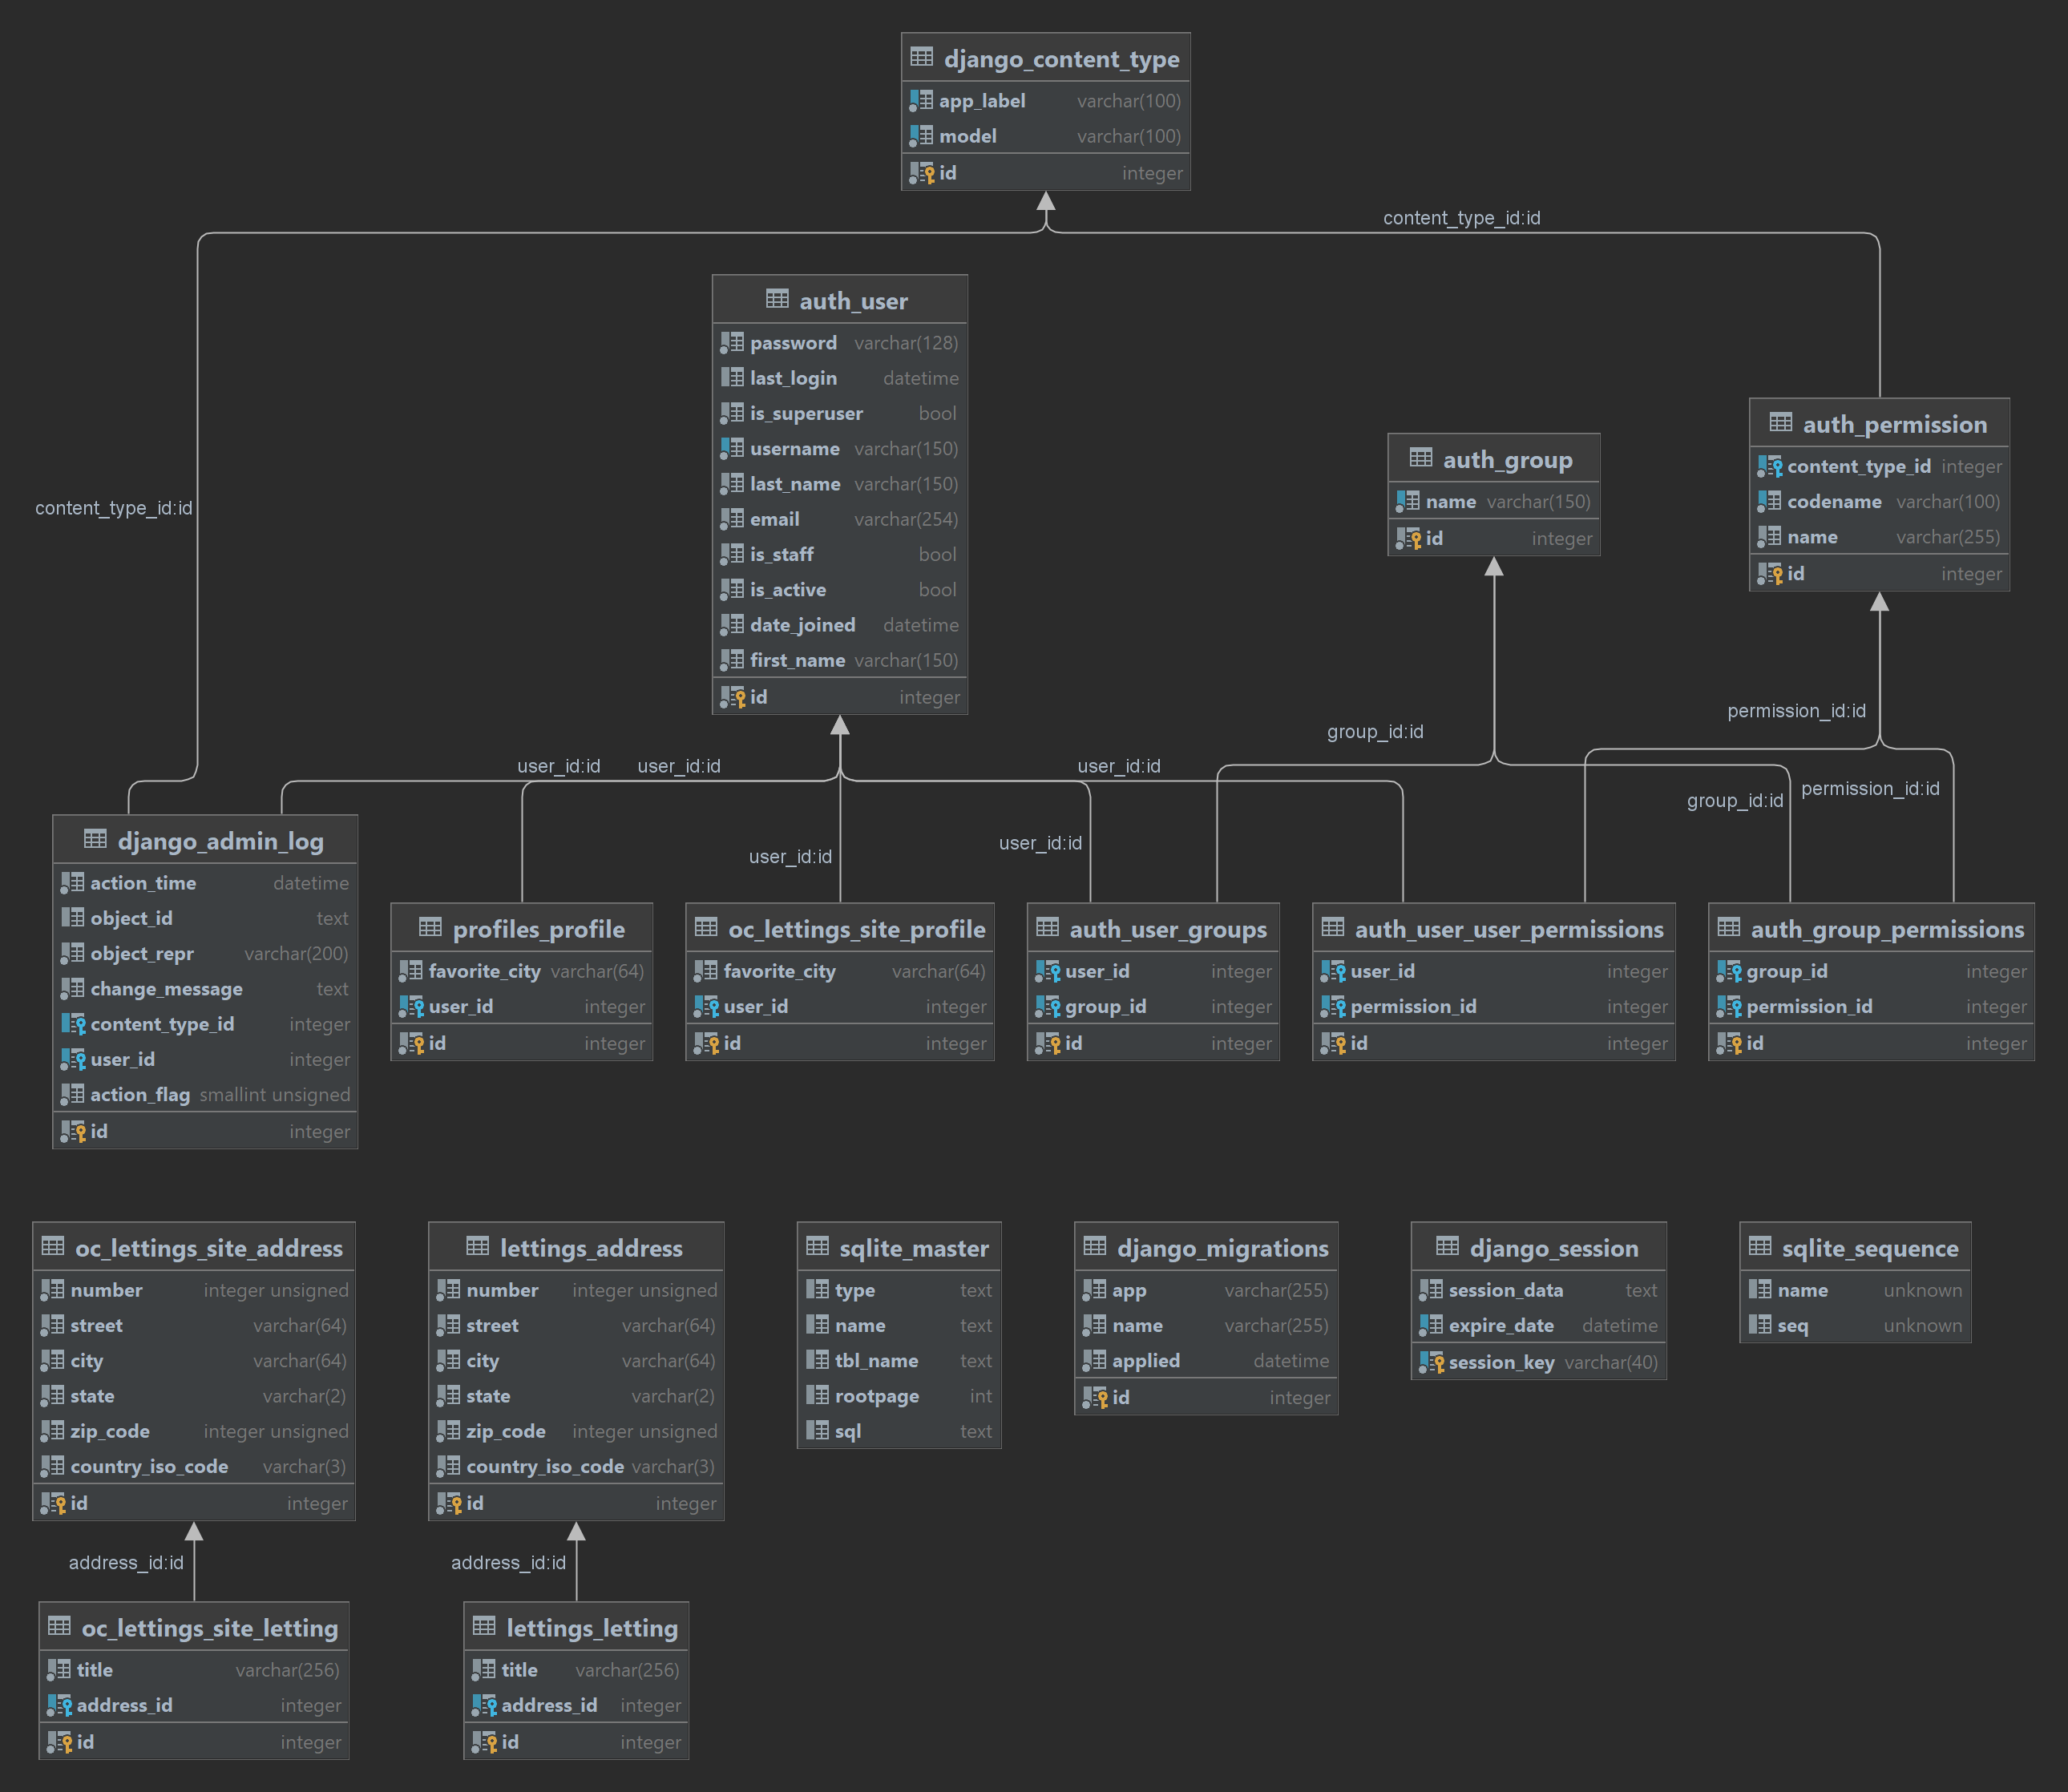 django_content_type
app_label varchar(100)
model varchar(100)
id integer
content_type_id:id
content_type_id:id
auth_user
password varchar(128)
last_login datetime
is_superuser bool
username varchar(150)
last_name varchar(150)
email varchar(254)
is_staff bool
is_active bool
date_joined datetime
first_name varchar(150)
id integer
auth_group
name varchar(150)
id integer
auth_permission
content_type_id integer
codename varchar(100)
name varchar(255)
id integer
permission_id:id
group_id:id
user_id:id
user_id:id
user_id:id
permission_id:id
group_id:id
user_id:id
user_id:id
django_admin_log
action_time datetime
object_id text
object_repr varchar(200)
change_message text
content_type_id integer
user_id integer
action_flag smallint unsigned
id integer
profiles_profile
favorite_city varchar(64)
user_id integer
id integer
oc_lettings_site_profile
favorite_city varchar(64)
user_id integer
id integer
auth_user_groups
user_id integer
group_id integer
id integer
auth_user_user_permissions
user_id integer
permission_id integer
id integer
auth_group_permissions
group_id integer
permission_id integer
id integer
oc_lettings_site_address
number integer unsigned
street varchar(64)
city varchar(64)
state varchar(2)
zip_code integer unsigned
country_iso_code varchar(3)
id integer
lettings_address
number integer unsigned
street varchar(64)
city varchar(64)
state varchar(2)
zip_code integer unsigned
country_iso_code varchar(3)
id integer
sqlite_master
type text
name text
tbl_name text
rootpage int
sql text
django_migrations
app varchar(255)
name varchar(255)
applied datetime
id integer
django_session
session_data text
expire_date datetime
session_key varchar(40)
sqlite_sequence
name unknown
seq unknown
address_id:id
address_id:id
oc_lettings_site_letting
title varchar(256)
address_id integer
id integer
lettings_letting
title varchar(256)
address_id integer
id integer